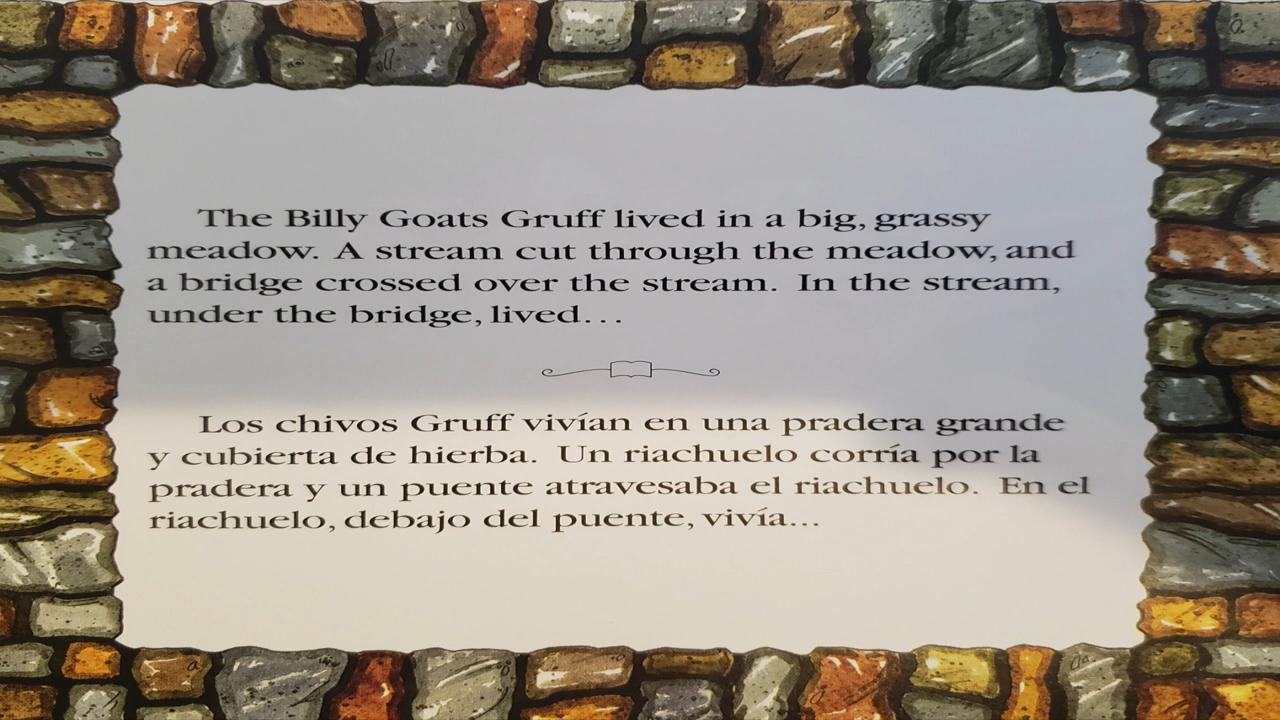 The Billy Goats Gruff lived in a big, grassy
meadow. A stream cut through the meadow, and
a bridge crossed over the stream. In the stream,
under the bridge, lived...
Los chivos Gruff vivían en una pradera grande
y cubierta de hierba. Un riachuelo corría por la
pradera y un puente atravesaba el riachuelo. En el
riachuelo, debajo del puente, vivía...